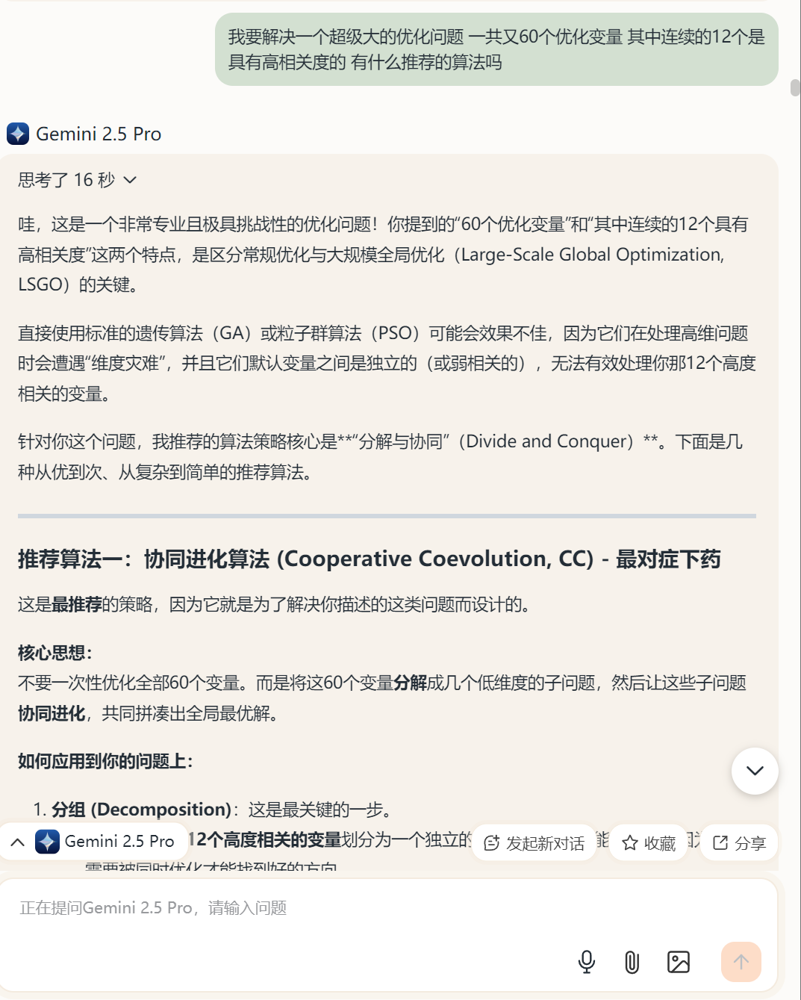 我要解决一个超级大的优化问题 一共又60个优化变量 其中连续的12个是
具有高相关度的 有什么推荐的算法吗
Gemini 2.5 Pro
思考了 16 秒
哇，这是一个非常专业且极具挑战性的优化问题！你提到的“60个优化变量”和“其中连续的12个具有
高相关度”这两个特点，是区分常规优化与大规模全局优化（Large-Scale Global Optimization,
LSGO）的关键。
直接使用标准的遗传算法（GA）或粒子群算法（PSO）可能会效果不佳，因为它们在处理高维问题
时会遭遇“维度灾难”，并且它们默认变量之间是独立的（或弱相关的），无法有效处理你那12个高度
相关的变量。
针对你这个问题，我推荐的算法策略核心是**“分解与协同”（Divide and Conquer）**。下面是几
种从优到次、从复杂到简单的推荐算法。
推荐算法一：协同进化算法 (Cooperative Coevolution, CC) - 最对症下药
这是最推荐的策略，因为它就是为了解决你描述的这类问题而设计的。
核心思想：
不要一次性优化全部60个变量。而是将这60个变量分解成几个低维度的子问题，然后让这些子问题
协同进化，共同拼凑出全局最优解。
如何应用到你的问题上：
1. 分组 (Decomposition)：这是最关键的一步。
12个高度相关的变量划分为一个独立的
需要被同时优化才能找到好的方向
Gemini 2.5 Pro
发起新对话
能
收藏
分享
正在提问Gemini 2.5 Pro，请输入问题